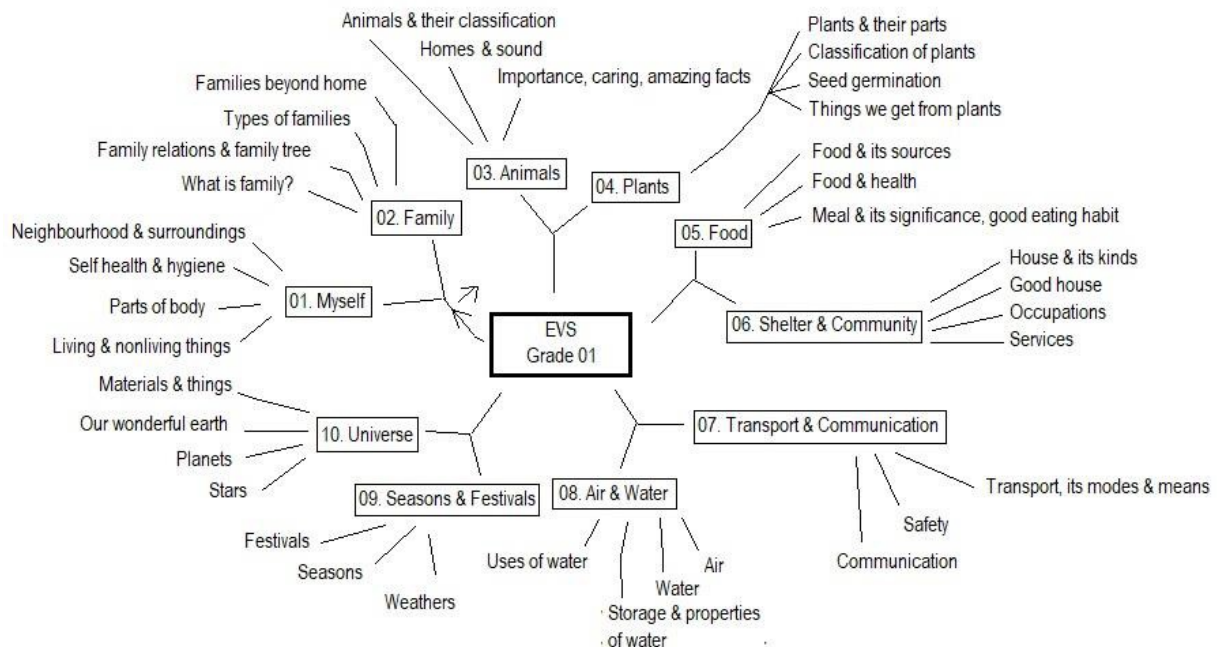 EVS
Grade 01
01. Myself
Neighbourhood & surroundings
Self health & hygiene
Parts of body
Living & nonliving things
02. Family
Families beyond home
Types of families
Family relations & family tree
What is family?
03. Animals
Animals & their classification
Homes & sound
Importance, caring, amazing facts
04. Plants
Plants & their parts
Classification of plants
Seed germination
Things we get from plants
05. Food
Food & its sources
Food & health
Meal & its significance, good eating habit
06. Shelter & Community
House & its kinds
Good house
Occupations
Services
07. Transport & Communication
Transport, its modes & means
Safety
Communication
08. Air & Water
Uses of water
Storage & properties
of water
Water
Air
09. Seasons & Festivals
Festivals
Seasons
Weathers
10. Universe
Materials & things
Our wonderful earth
Planets
Stars